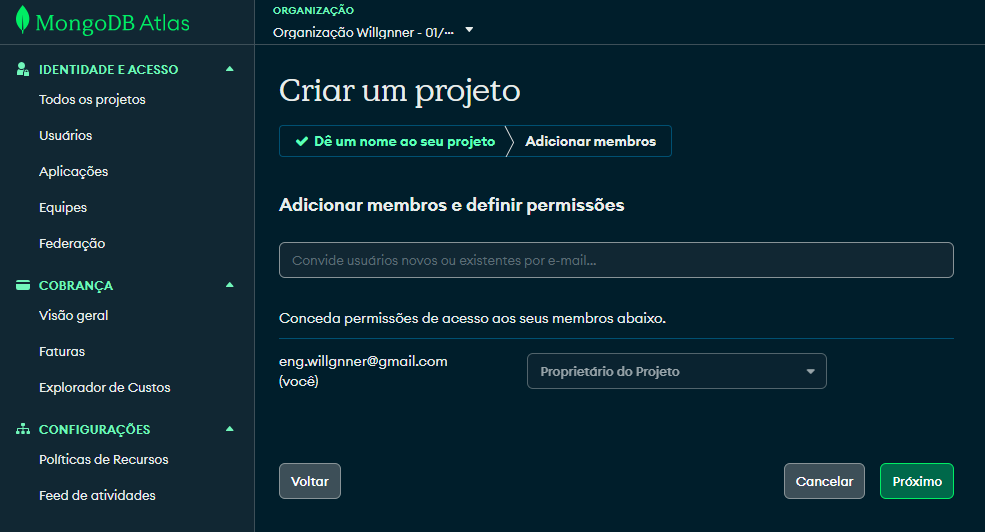 MongoDB Atlas
ORGANIZAÇÃO
Organização Willgnner - 01/···
IDENTIDADE E ACESSO
Todos os projetos
Usuários
Aplicações
Equipes
Federação
COBRANÇA
Visão geral
Faturas
Explorador de Custos
CONFIGURAÇÕES
Políticas de Recursos
Feed de atividades
Criar um projeto
Dê um nome ao seu projeto
Adicionar membros
Adicionar membros e definir permissões
Convide usuários novos ou existentes por e-mail...
Conceda permissões de acesso aos seus membros abaixo.
eng.willgnner@gmail.com
(você)
Proprietário do Projeto
Voltar
Cancelar
Próximo